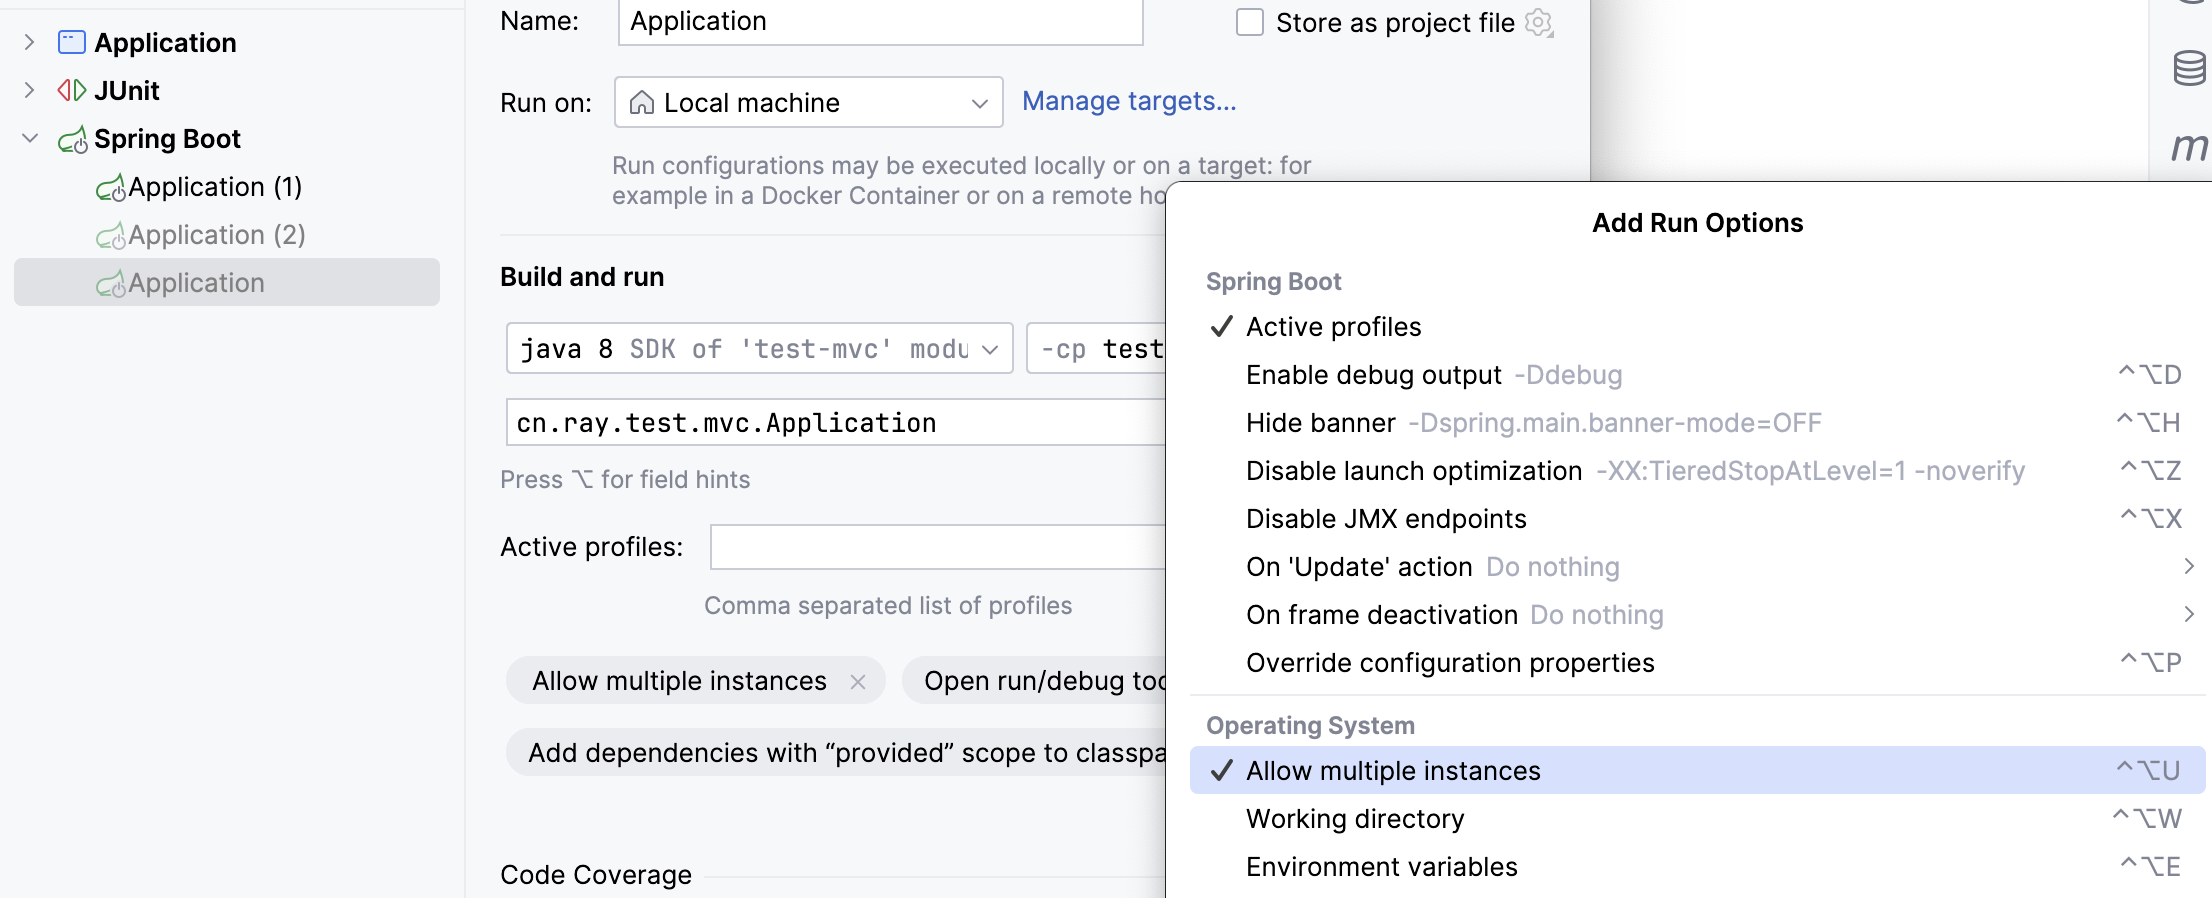 Application
JUnit
Spring Boot
Application (1)
Application (2)
Application
Name:
Application
Store as project file
Run on:
Local machine
Manage targets...
Run configurations may be executed locally or on a target: for
example in a Docker Container or on a remote ho
Build and run
java 8 SDK of 'test-mvc' modu
-cp test
cn.ray.test.mvc.Application
Press ⌥ for field hints
Active profiles:
Comma separated list of profiles
Allow multiple instances ×
Open run/debug too
Add dependencies with “provided” scope to classpa
Code Coverage
Add Run Options
Spring Boot
✓ Active profiles
Enable debug output -Ddebug ⌃⌥D
Hide banner -Dspring.main.banner-mode=OFF ⌃⌥H
Disable launch optimization -XX:TieredStopAtLevel=1 -noverify ⌃⌥Z
Disable JMX endpoints ⌃⌥X
On 'Update' action Do nothing
On frame deactivation Do nothing
Override configuration properties ⌃⌥P
Operating System
✓ Allow multiple instances ⌃⌥U
Working directory ⌃⌥W
Environment variables ⌃⌥E
m